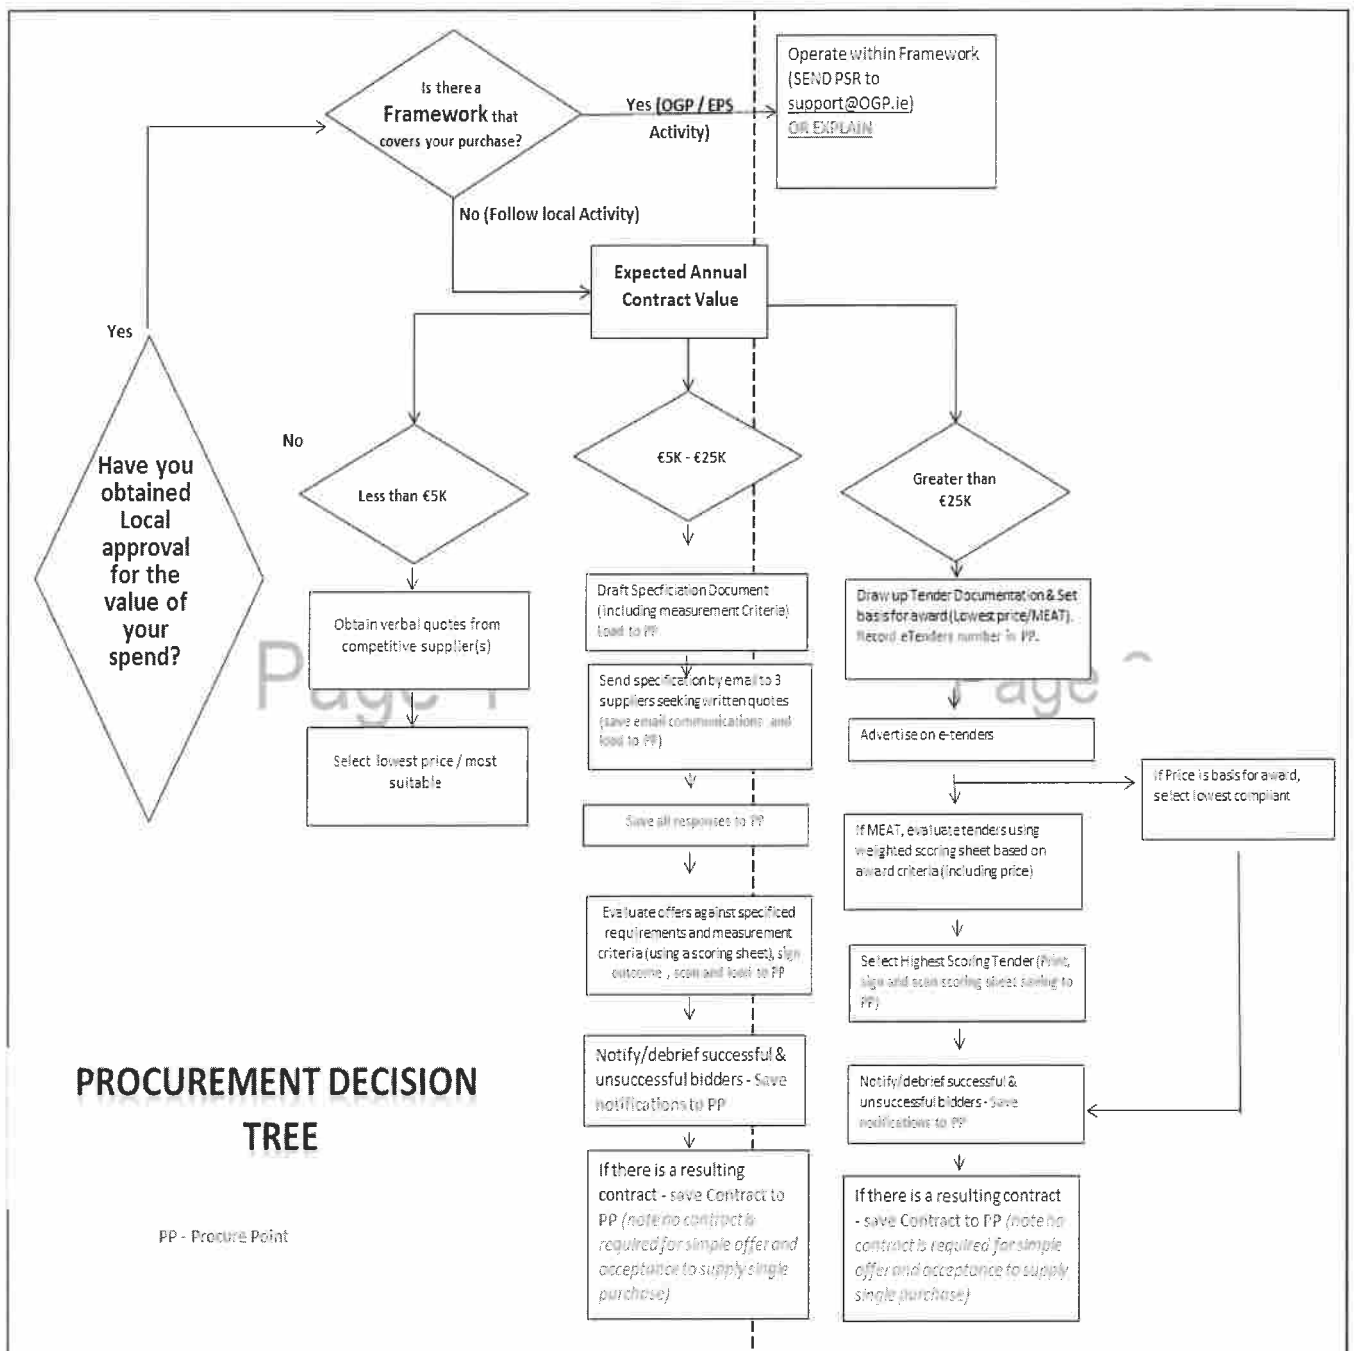 Is there a
Framework that
covers your purchase?
Yes (OGP / EPS
Activity)
Operate within Framework
(SEND PSR to
support@OGP.ie)
OR EXPLAIN
No (Follow local Activity)
Expected Annual
Contract Value
Yes
No
Have you
obtained
Local
approval
for the
value of
your
spend?
Less than €5K
€5K - €25K
Greater than
€25K
Obtain verbal quotes from
competitive supplier(s)
Select lowest price / most
suitable
Draft Specficiation Document
(including measurement Criteria)
Load to PP
Send specification by email to 3
suppliers seeking written quotes
(save email communications and
load to PP)
Save all responses to PP
Evaluate offers against specificed
requirements and measurement
criteria (using a scoring sheet), sign
outcome , scan and load to PP
Notify/debrief successful &
unsuccessful bidders - Save
notifications to PP
If there is a resulting
contract - save Contract to
PP (note no contract is
required for simple offer and
acceptance to supply single
purchase)
Draw up Tender Documentation & Set
basis for award (Lowest price/MEAT).
Record eTenders number in PP.
Advertise on e-tenders
If Price is basis for award,
select lowest compliant
If MEAT, evaluate tenders using
weighted scoring sheet based on
award criteria (including price)
Select Highest Scoring Tender (Print,
sign and scan scoring sheet saving to
PP)
Notify/debrief successful &
unsuccessful bidders - Save
notifications to PP
If there is a resulting contract
- save Contract to PP (note no
contract is required for simple
offer and acceptance to supply
single purchase)
Page 1
Page
PROCUREMENT DECISION
TREE
PP - Procure Point